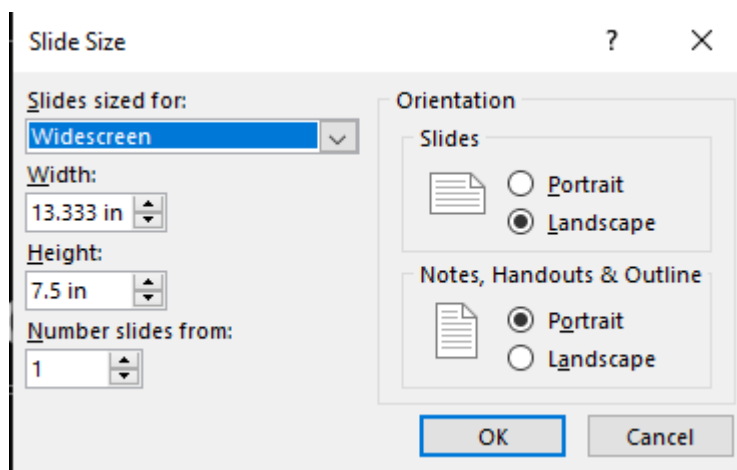 Slide Size
Slides sized for:
Widescreen
Width:
13.333 in
Height:
7.5 in
Number slides from:
1
Orientation
Slides
Portrait
Landscape
Notes, Handouts & Outline
Portrait
Landscape
OK
Cancel